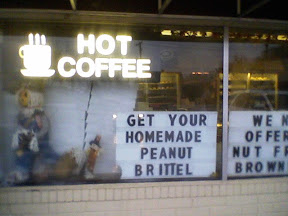 HOT
COFFEE
GET YOUR
HOMEMADE
PEANUT
BRITTEL
WE N
OFFER
NUT FR
BROWN